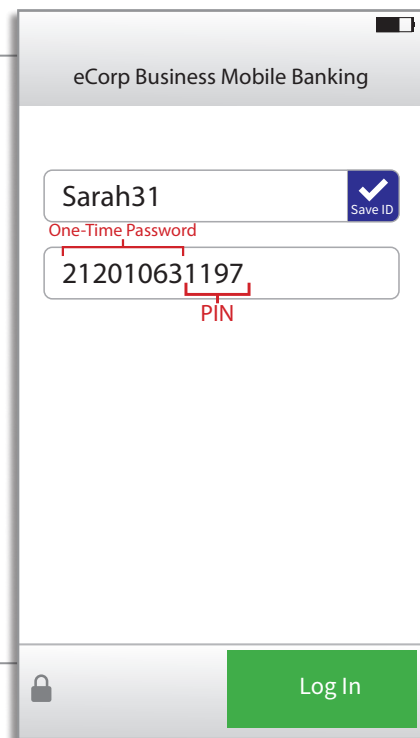 eCorp Business Mobile Banking
Sarah31
Save ID
One-Time Password
212010631197
PIN
Log In